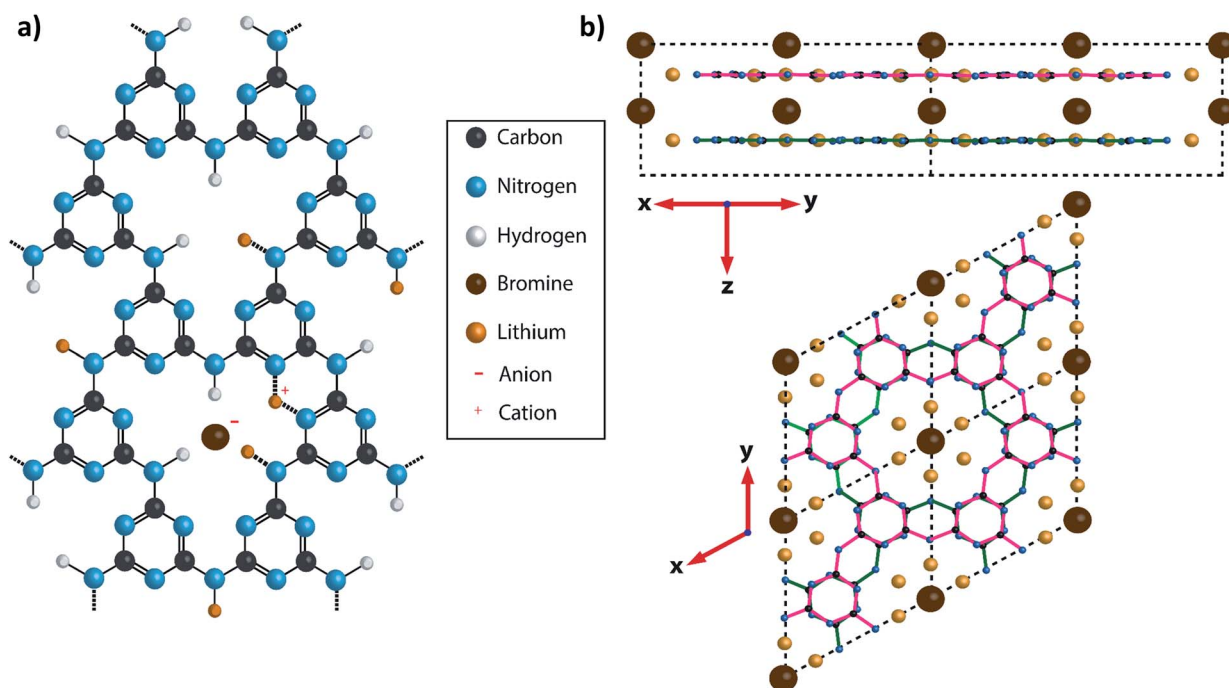 a)
Carbon
Nitrogen
Hydrogen
Bromine
Lithium
- Anion
+ Cation
+
-
b)
x
y
z
y
x